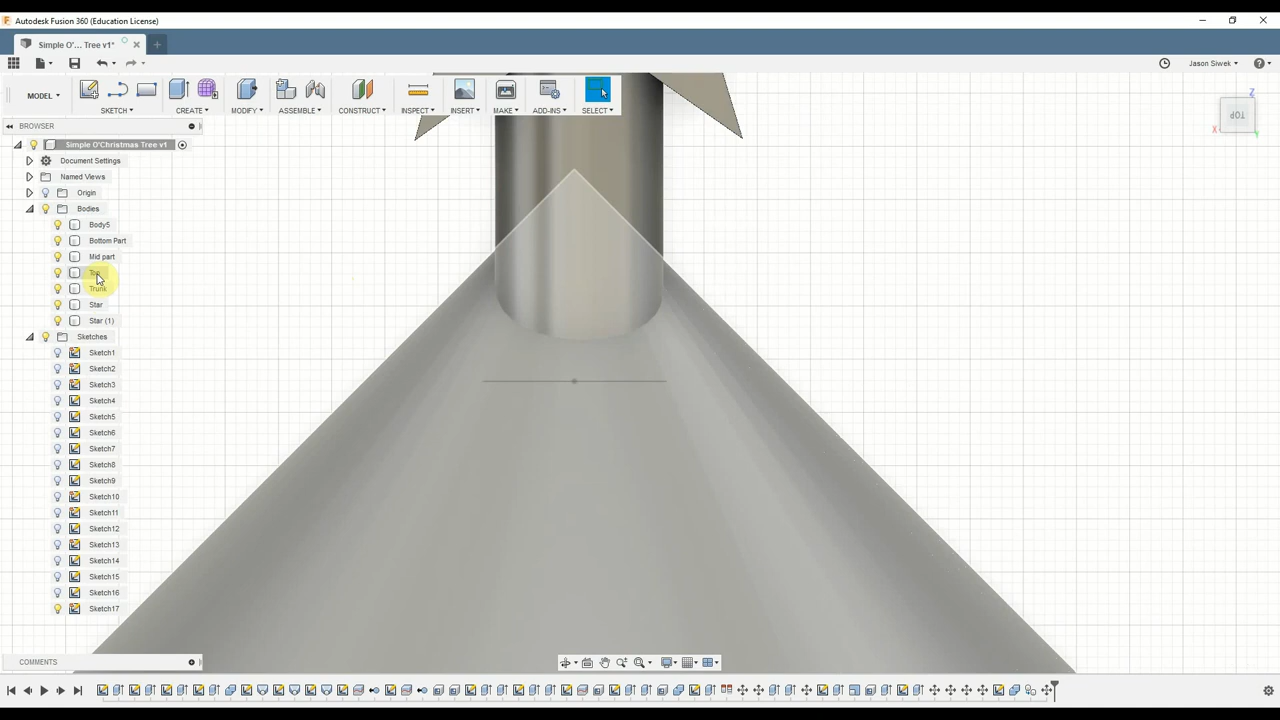 Autodesk Fusion 360 (Education License)
Simple O'... Tree v1*
Jason Siwek
MODEL
SKETCH
CREATE
MODIFY
ASSEMBLE
CONSTRUCT
INSPECT
INSERT
MAKE
ADD-INS
SELECT
BROWSER
Simple O'Christmas Tree v1
Document Settings
Named Views
Origin
Bodies
Body5
Bottom Part
Mid part
Top
Trunk
Star
Star (1)
Sketches
Sketch1
Sketch2
Sketch3
Sketch4
Sketch5
Sketch6
Sketch7
Sketch8
Sketch9
Sketch10
Sketch11
Sketch12
Sketch13
Sketch14
Sketch15
Sketch16
Sketch17
Z
TOP
X
Y
COMMENTS